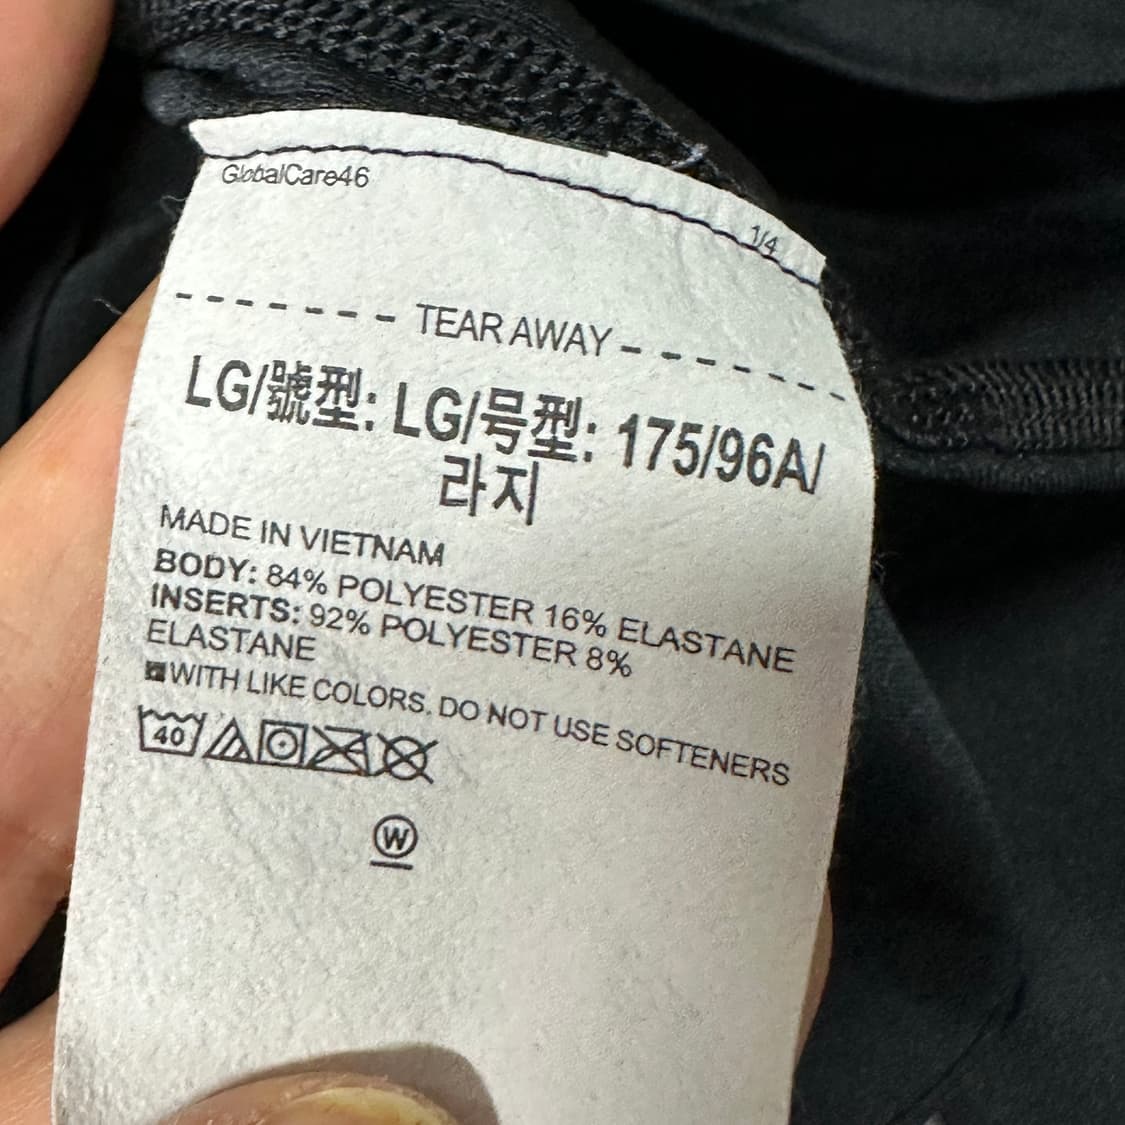 GlobalCare46
1/4
TEAR AWAY
LG/號型: LG/号型: 175/96A/
라지
MADE IN VIETNAM
BODY: 84% POLYESTER 16% ELASTANE
INSERTS: 92% POLYESTER 8%
ELASTANE
WITH LIKE COLORS. DO NOT USE SOFTENERS
40
W